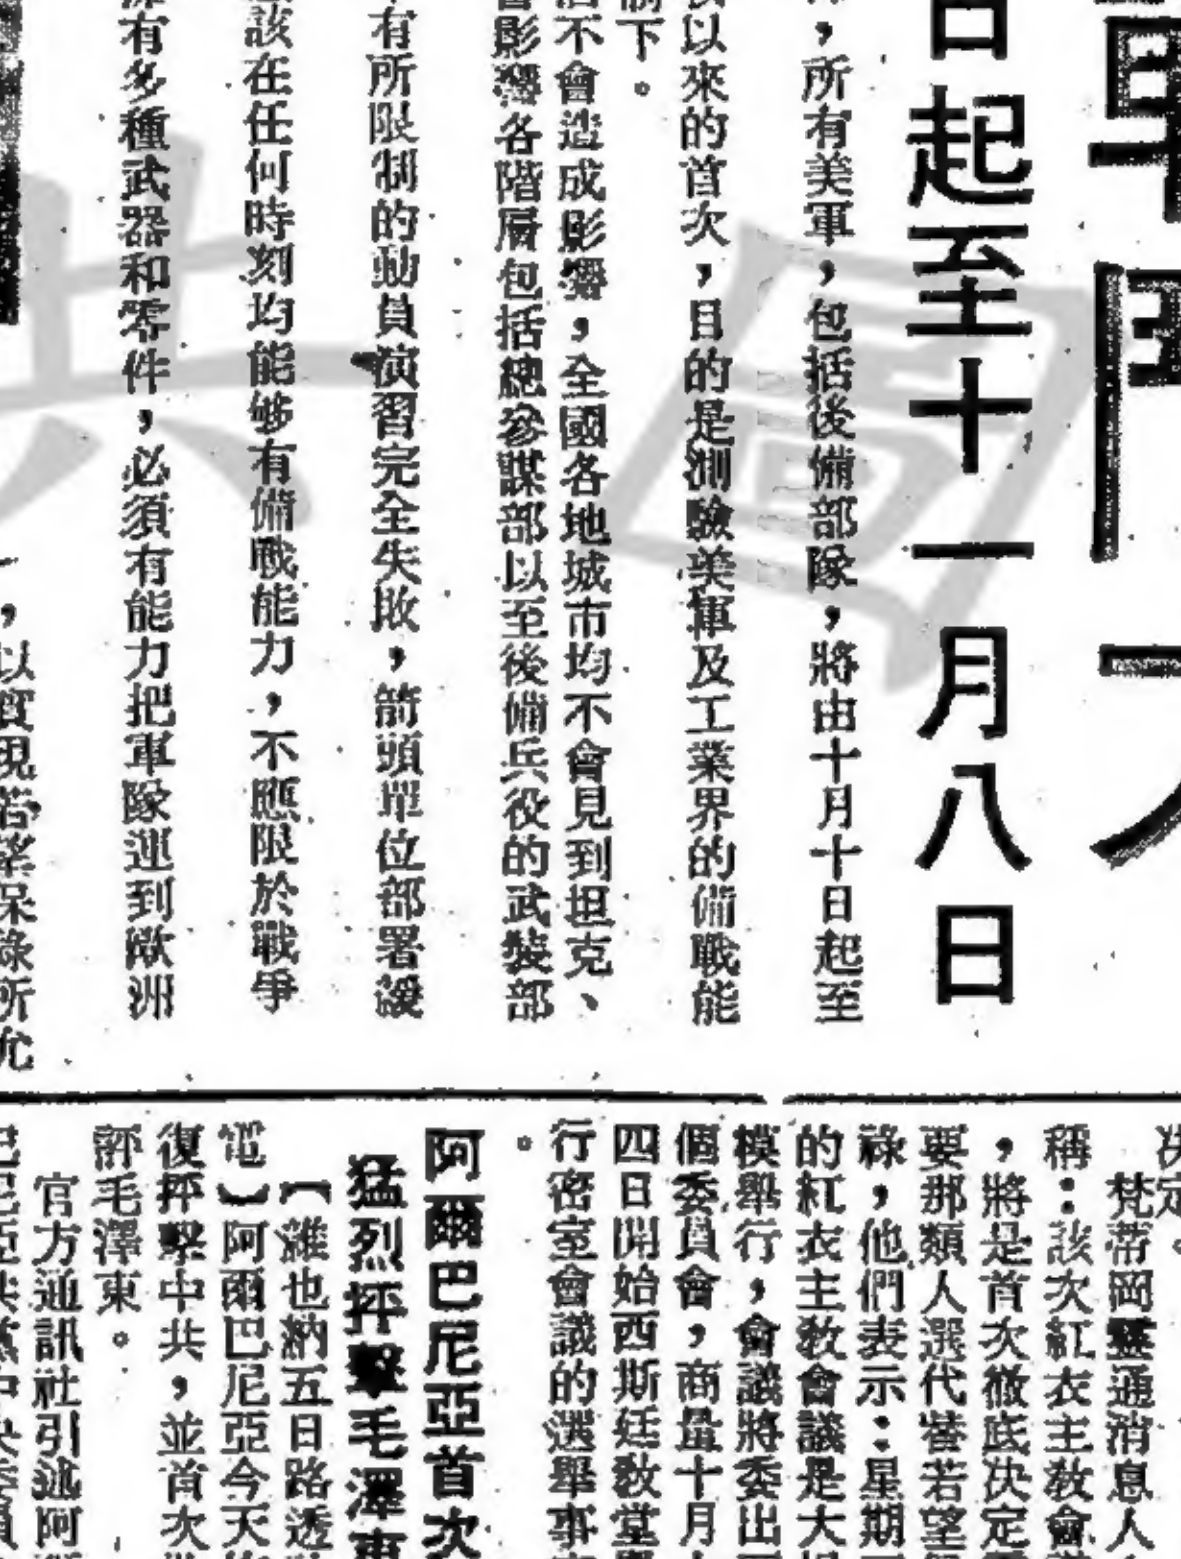 日起至十一月八日
，所有美軍，包括後備部隊，將由十月十日起至
以來的首次，目的是測驗美軍及工業界的備戰能
下。
不會造成影響，全國各地城市均不會見到坦克、
影響各階層包括總參謀部以至後備兵役的武裝部
有所限制的動員演習完全失敗，箭頭單位部署援
該在任何時刻均能够有備戰能力，不應限於戰爭
有多種武器和零件，必須有能力把軍隊運到歐洲
，以實現若望保祿所允
决定。
梵蒂岡靈通消息人
稱：該次紅衣主教會
，將是首次徹底决定
要那類人選代替若望
祿，他們表示：星期
的紅衣主教會議是大
模舉行，會議將委出
個委員會，商量十月
四日開始西斯廷教堂
行密室會議的選舉事
。
阿爾巴尼亞首次
猛烈抨擊毛澤東
【維也納五日路透
電】阿爾巴尼亞今天
復抨擊中共，並首次
評毛澤東。
官方通訊社引述阿
共圖